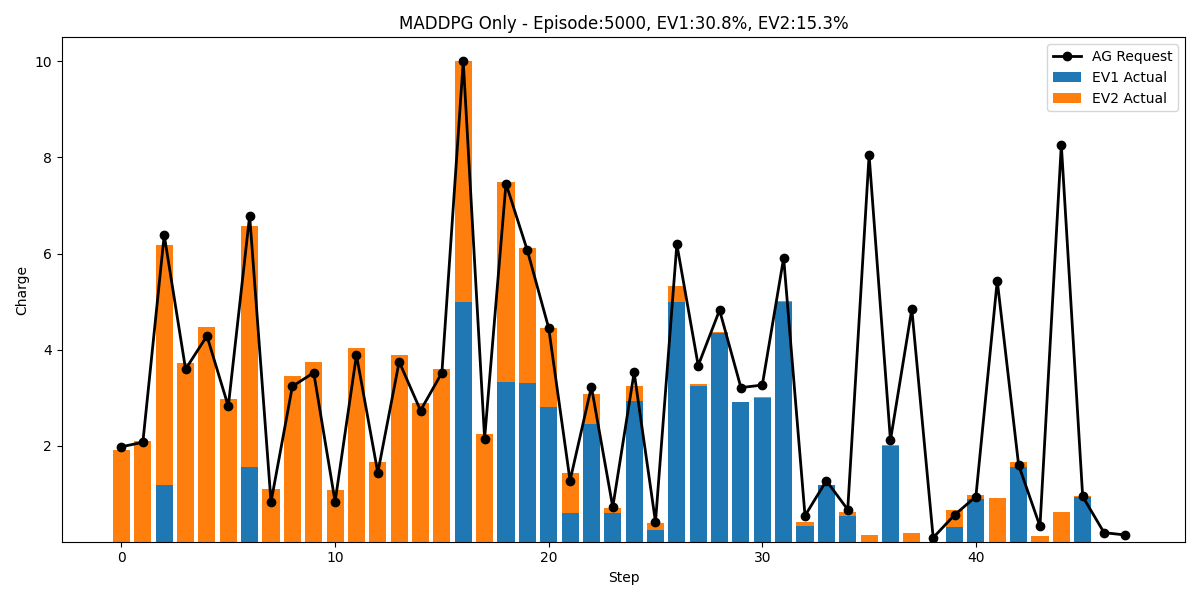 MADDPG Only - Episode:5000, EV1:30.8%, EV2:15.3%
AG Request
EV1 Actual
EV2 Actual
Charge
10
8
6
4
2
0
10
20
30
40
Step